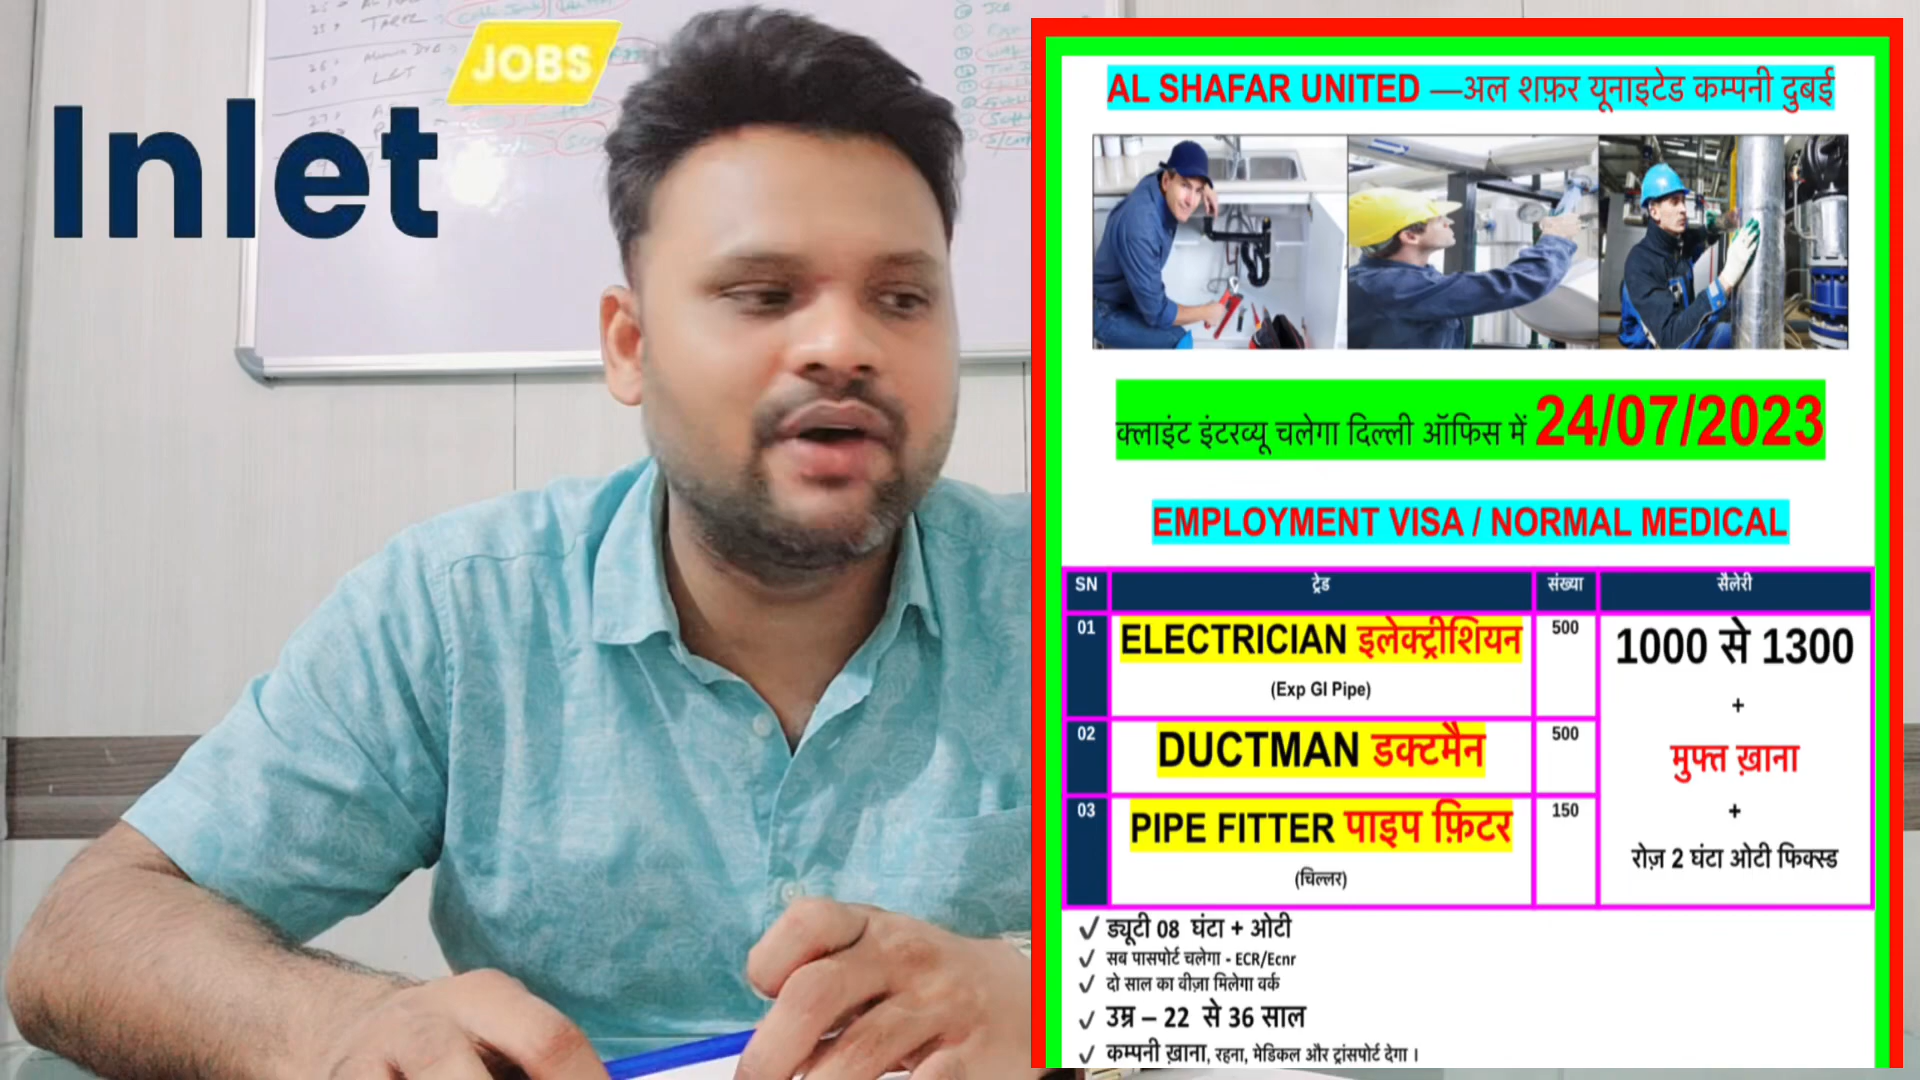 JOBS
Inlet
AL SHAFAR UNITED —अल शफ़र यूनाइटेड कम्पनी दुबई
क्लाइंट इंटरव्यू चलेगा दिल्ली ऑफिस में 24/07/2023
EMPLOYMENT VISA / NORMAL MEDICAL
SN ट्रेड संख्या सैलेरी
01 ELECTRICIAN इलेक्ट्रीशियन 500
(Exp GI Pipe)
02 DUCTMAN डक्टमैन 500
03 PIPE FITTER पाइप फ़िटर 150
(चिल्लर)
1000 से 1300
+
मुफ्त ख़ाना
+
रोज़ 2 घंटा ओटी फिक्स्ड
✓ ड्यूटी 08 घंटा + ओटी
✓ सब पासपोर्ट चलेगा - ECR/Ecnr
✓ दो साल का वीज़ा मिलेगा वर्क
✓ उम्र – 22 से 36 साल
✓ कम्पनी ख़ाना, रहना, मेडिकल और ट्रांसपोर्ट देगा ।